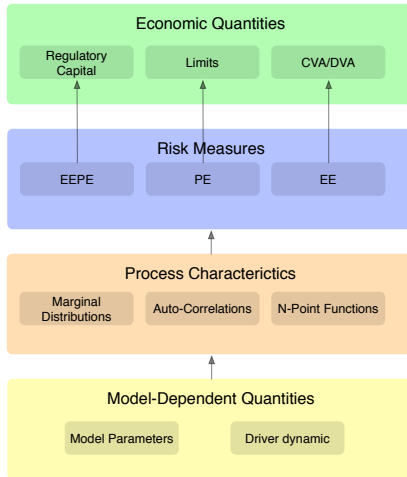 Economic Quantities
Regulatory
Capital
Limits
CVA/DVA
Risk Measures
EEPE
PE
EE
Process Characterictics
Marginal
Distributions
Auto-Correlations
N-Point Functions
Model-Dependent Quantities
Model Parameters
Driver dynamic